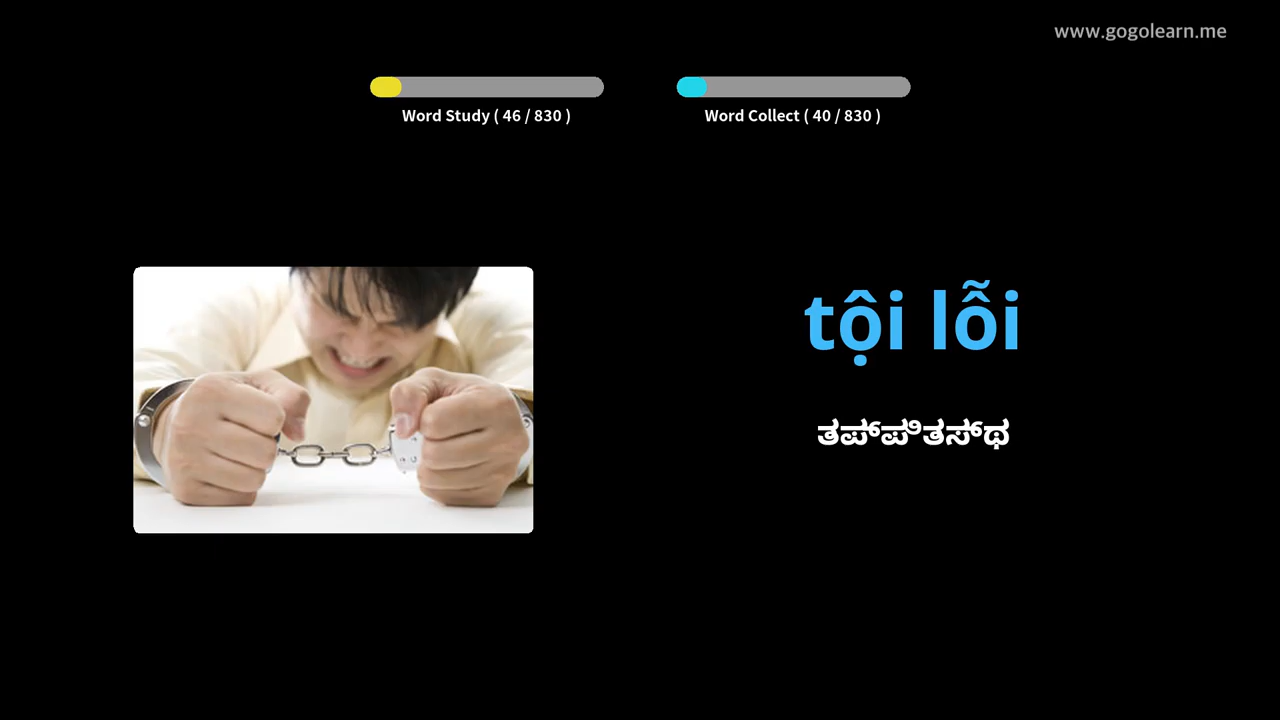 www.gogolearn.me
Word Study ( 46 / 830 )
Word Collect ( 40 / 830 )
tội lỗi
ತಪ್ಪಿತಸ್ಥ